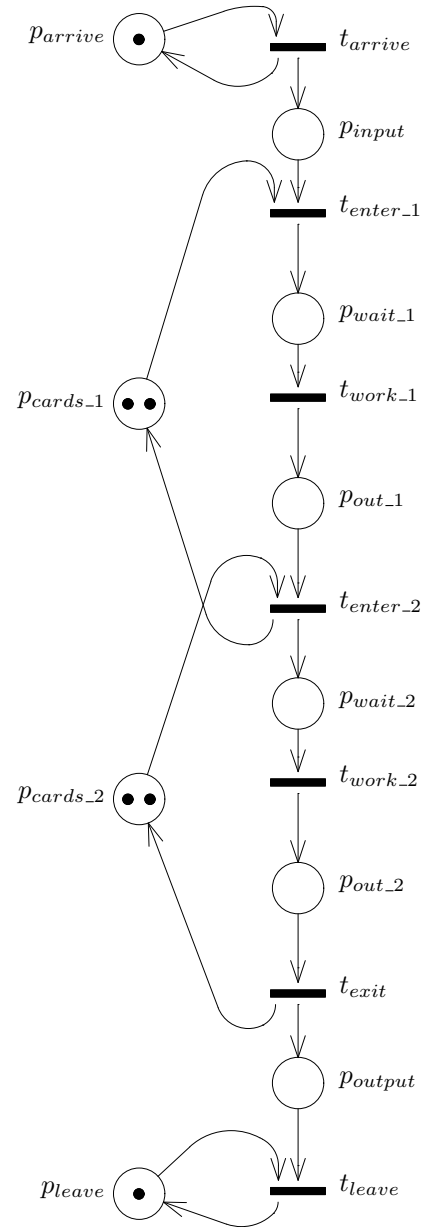 p_arrive
t_arrive
p_input
t_enter_1
p_wait_1
p_cards_1
t_work_1
p_out_1
t_enter_2
p_wait_2
p_cards_2
t_work_2
p_out_2
t_exit
p_output
p_leave
t_leave